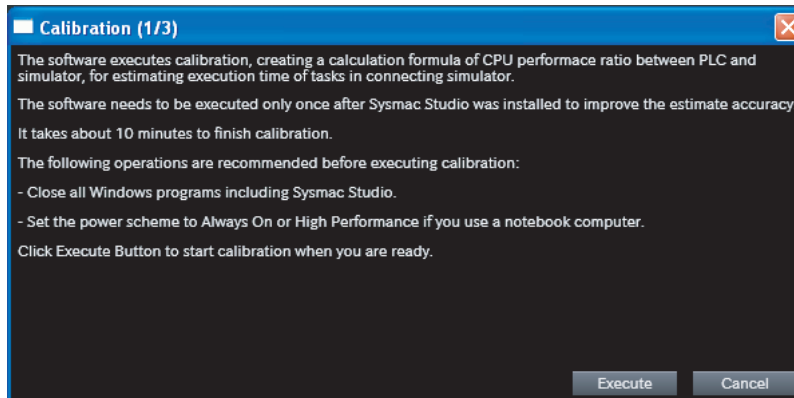 Calibration (1/3)
The software executes calibration, creating a calculation formula of CPU performace ratio between PLC and
simulator, for estimating execution time of tasks in connecting simulator.
The software needs to be executed only once after Sysmac Studio was installed to improve the estimate accuracy
It takes about 10 minutes to finish calibration.
The following operations are recommended before executing calibration:
- Close all Windows programs including Sysmac Studio.
- Set the power scheme to Always On or High Performance if you use a notebook computer.
Click Execute Button to start calibration when you are ready.
Execute Cancel